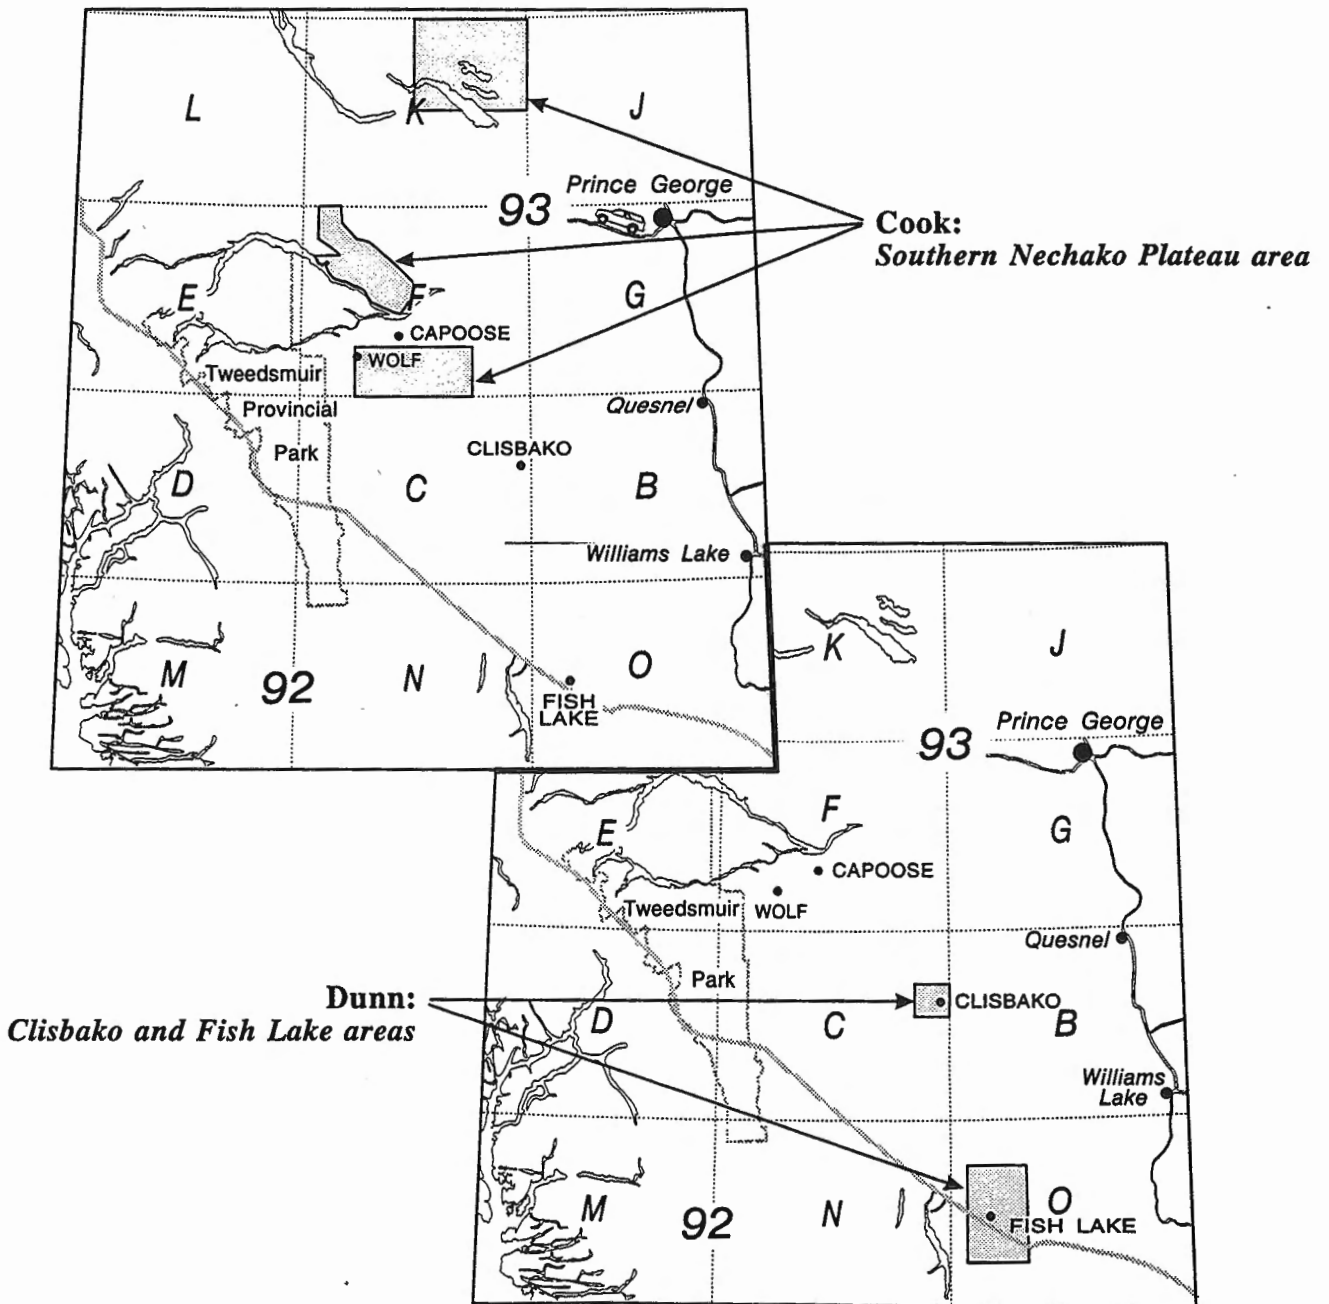 L
K
J
Prince George
93
Cook:
Southern Nechako Plateau area
E
F
G
CAPOOSE
WOLF
Tweedsmuir
Provincial
Park
Quesnel
CLISBAKO
D
C
B
Williams Lake
M
92
N
O
FISH
LAKE
K
J
Prince George
93
E
F
G
CAPOOSE
WOLF
Tweedsmuir
Quesnel
Park
Dunn:
Clisbako and Fish Lake areas
CLISBAKO
D
C
B
Williams
Lake
M
92
N
O
FISH LAKE